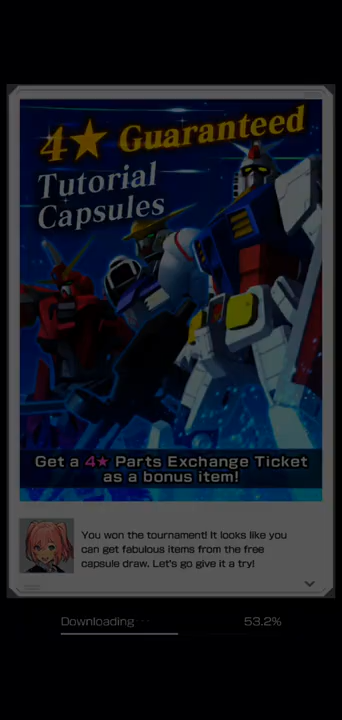 4★ Guaranteed
Tutorial
Capsules
Get a 4★ Parts Exchange Ticket
as a bonus item!
You won the tournament! It looks like you
can get fabulous items from the free
capsule draw. Let's go give it a try!
Downloading... 53.2%